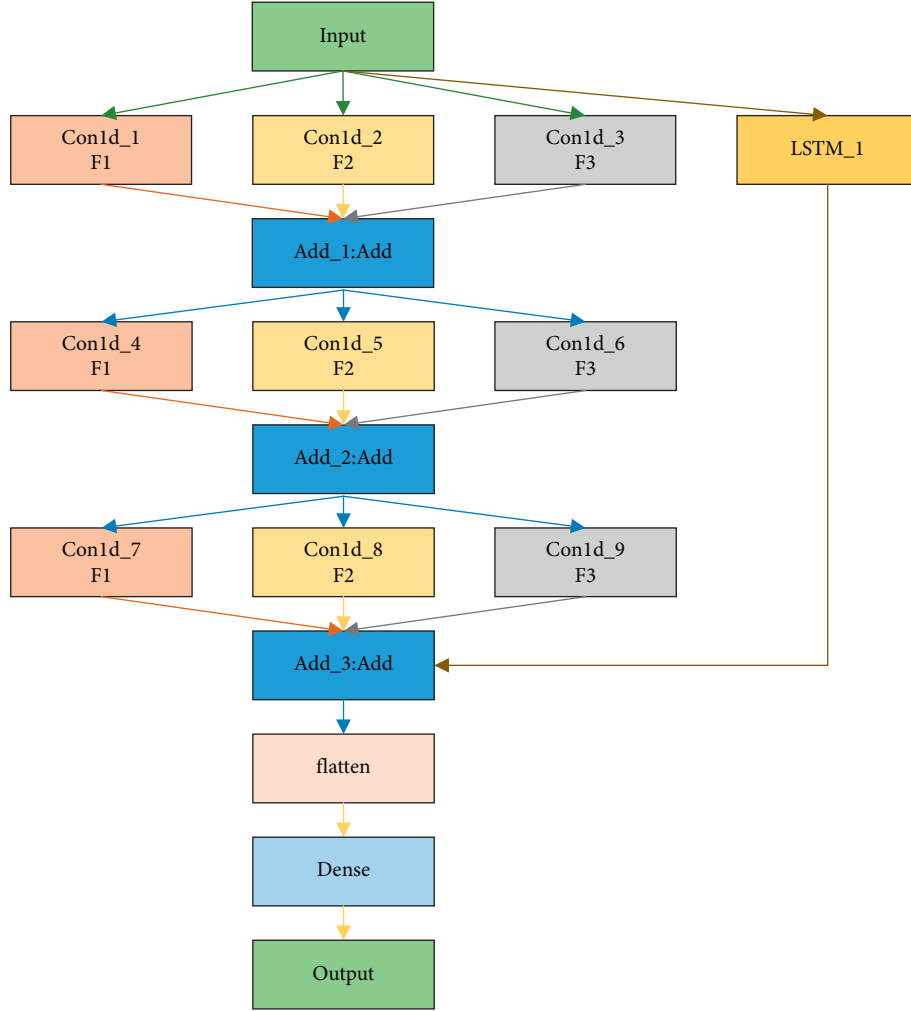 Input
Con1d_1
F1
Con1d_2
F2
Con1d_3
F3
LSTM_1
Add_1:Add
Con1d_4
F1
Con1d_5
F2
Con1d_6
F3
Add_2:Add
Con1d_7
F1
Con1d_8
F2
Con1d_9
F3
Add_3:Add
flatten
Dense
Output